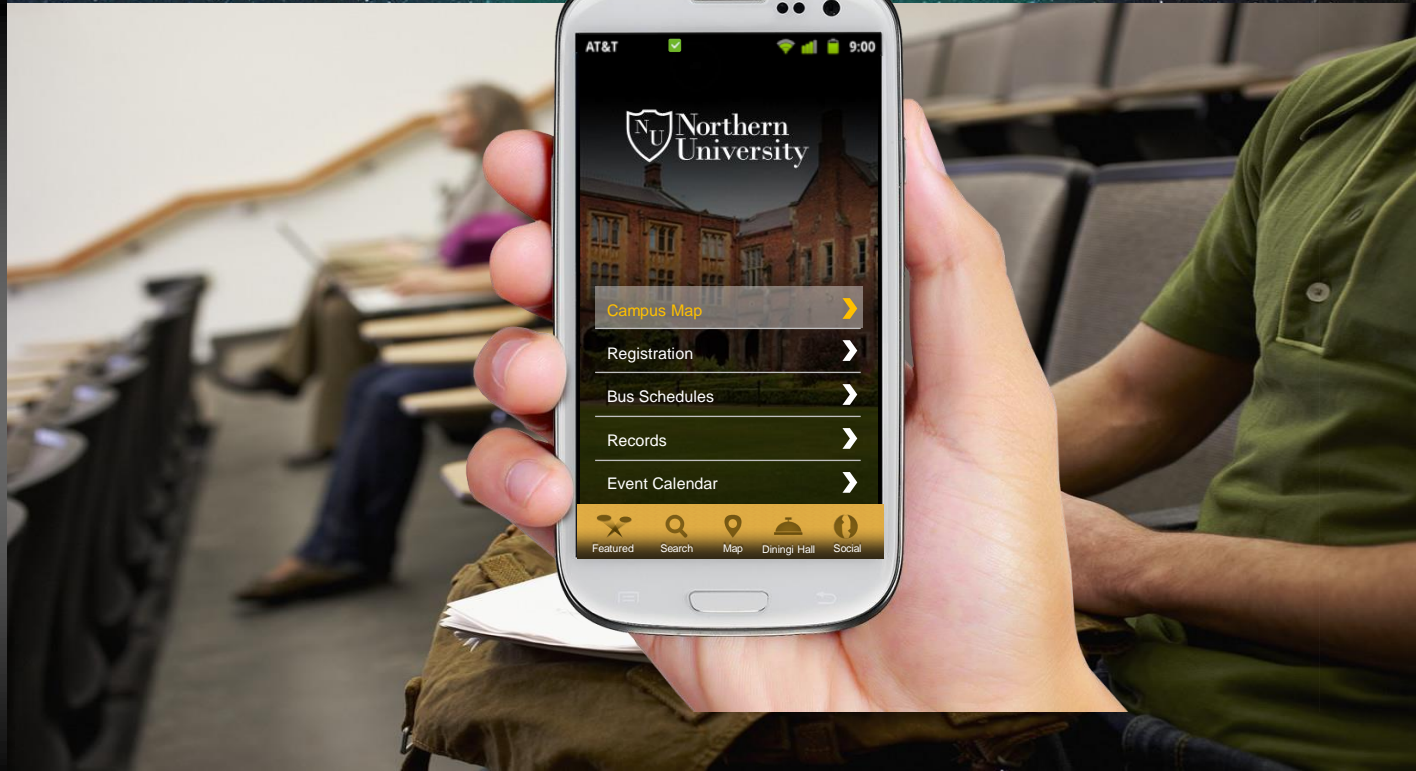 AT&T 9:00
NU
Northern
University
Campus Map
Registration
Bus Schedules
Records
Event Calendar
Featured Search Map Diningi Hall Social